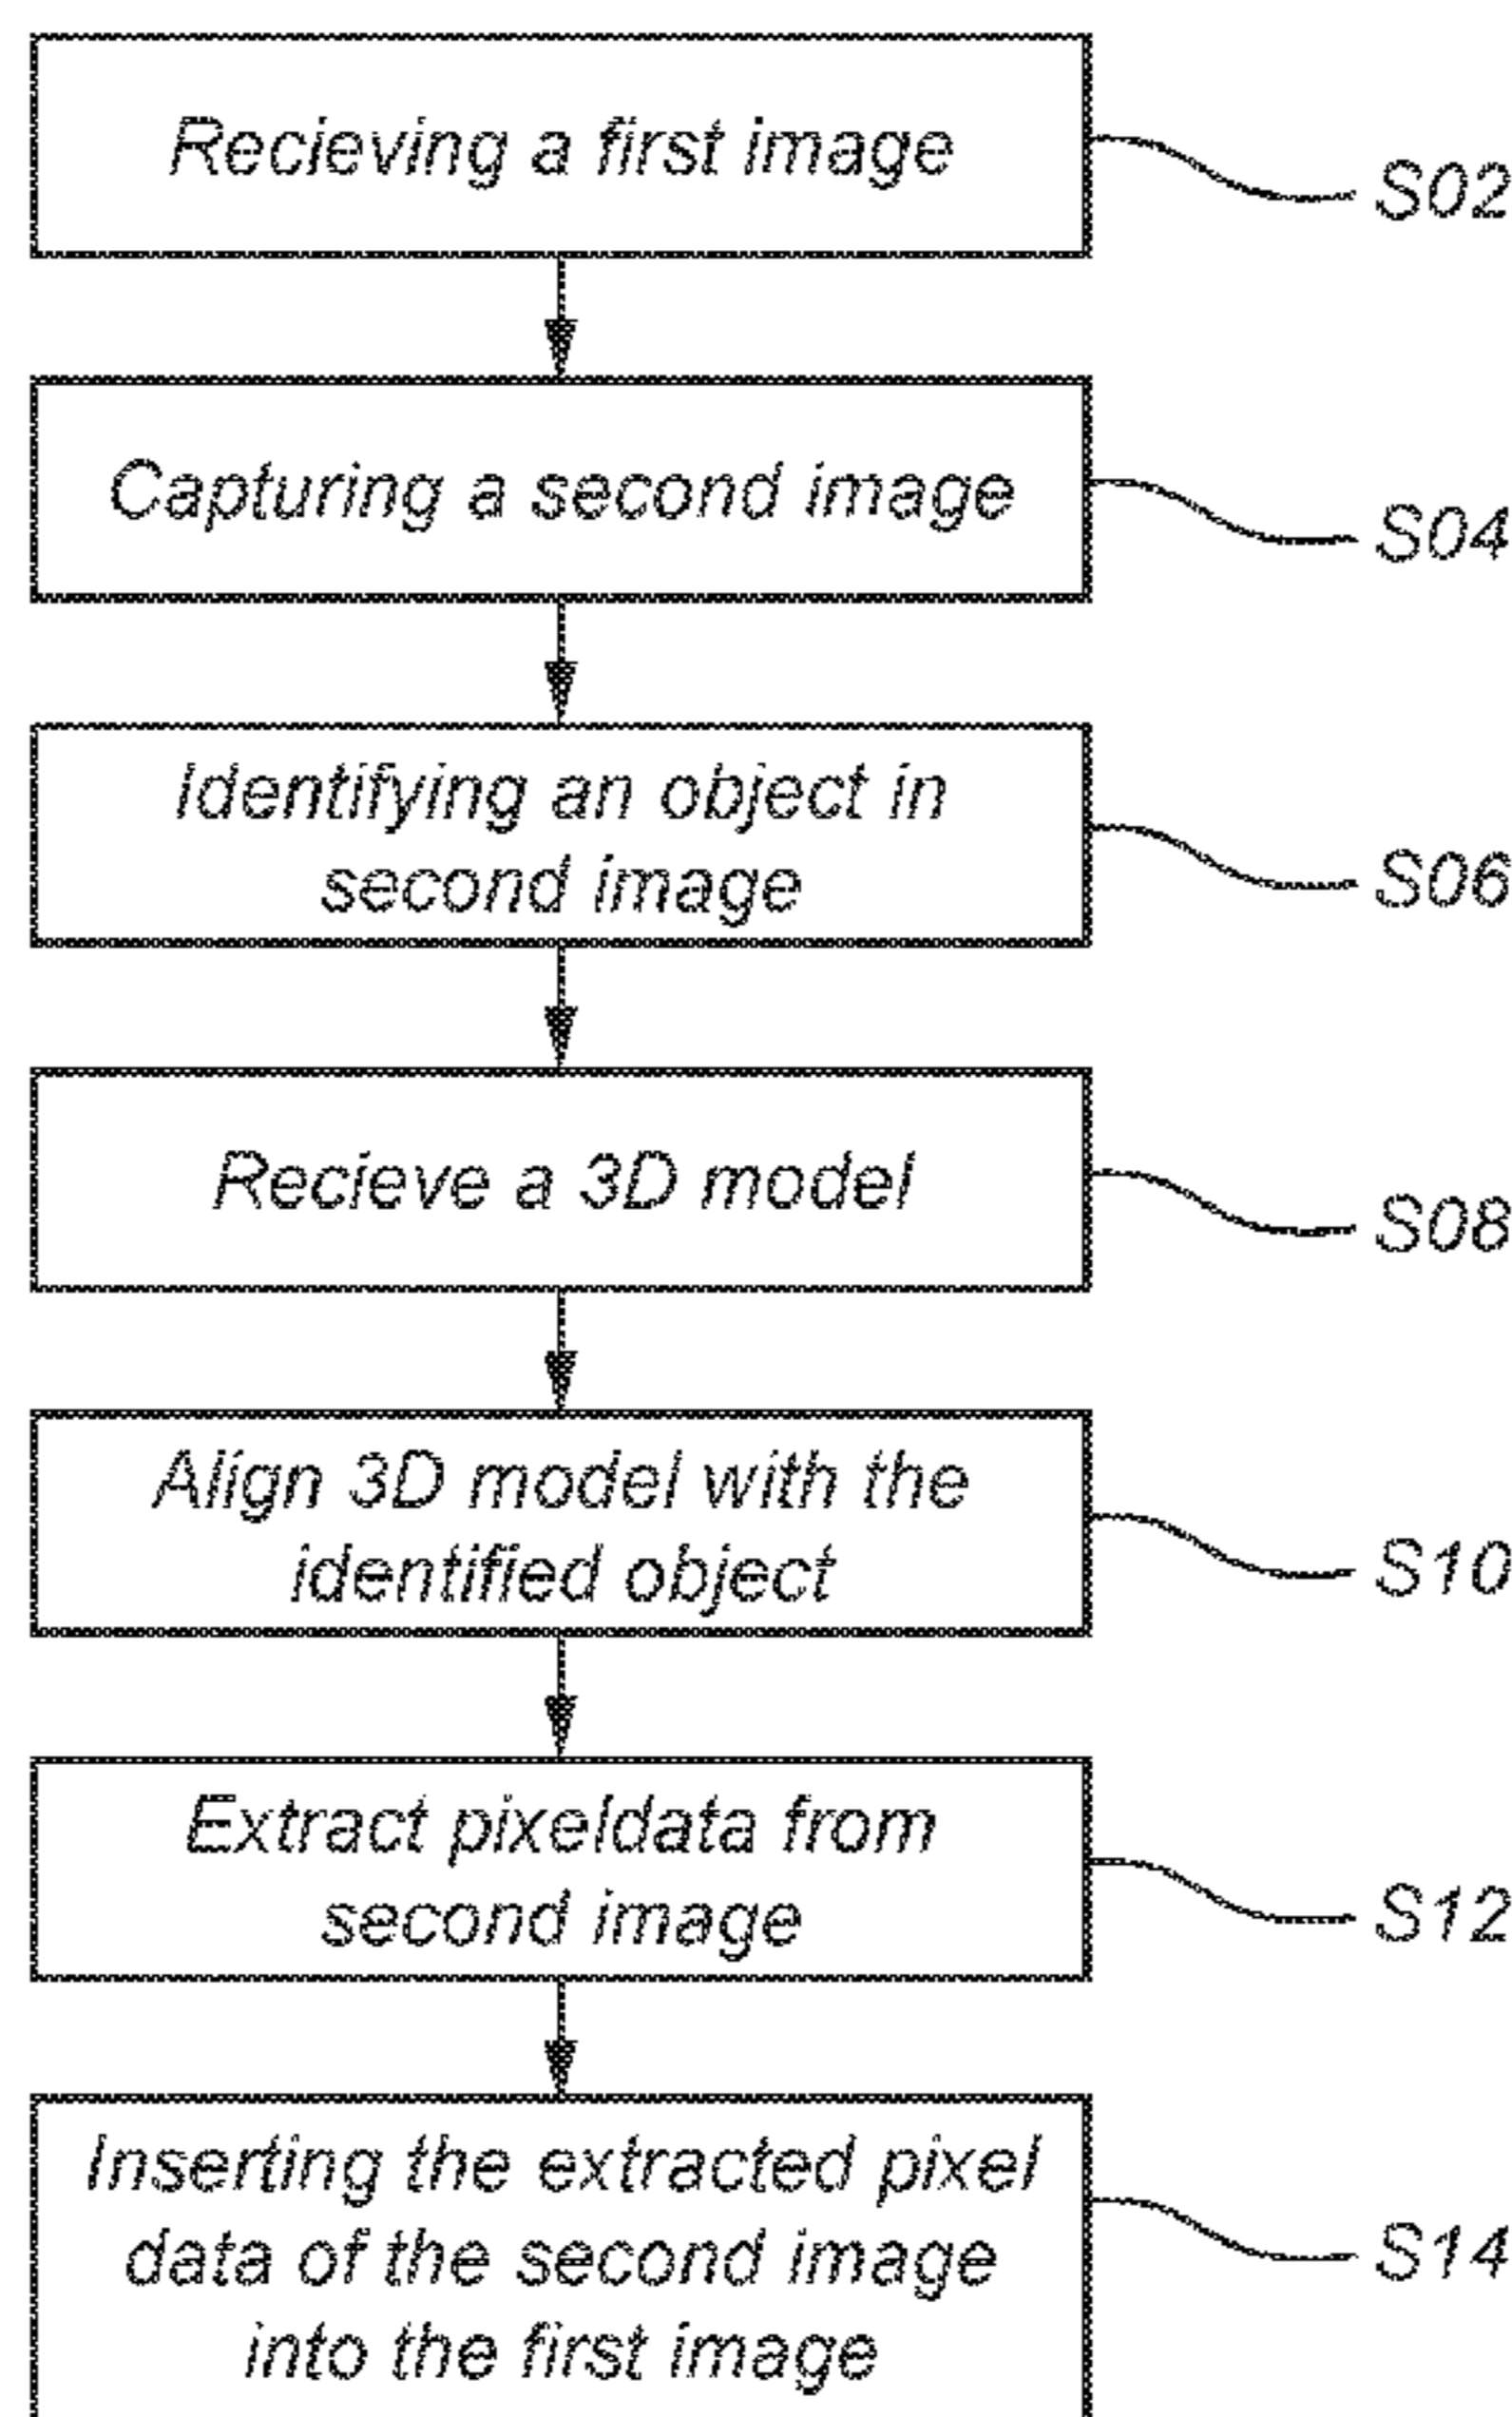 Recieving a first image
S02
Capturing a second image
S04
Identifying an object in
second image
S06
Recieve a 3D model
S08
Align 3D model with the
identified object
S10
Extract pixeldata from
second image
S12
Inserting the extracted pixel
data of the second image
into the first image
S14